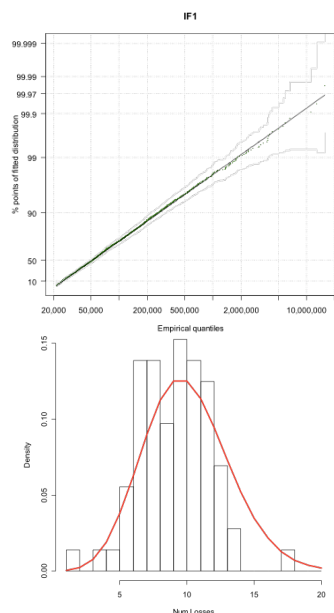 IF1
% points of fitted distribution
99.999
99.99
99.97
99.9
99
90
50
10
20,000 50,000 200,000 500,000 2,000,000 10,000,000
Empirical quantiles
Density
0.15
0.10
0.05
0.00
5 10 15 20
Num Losses